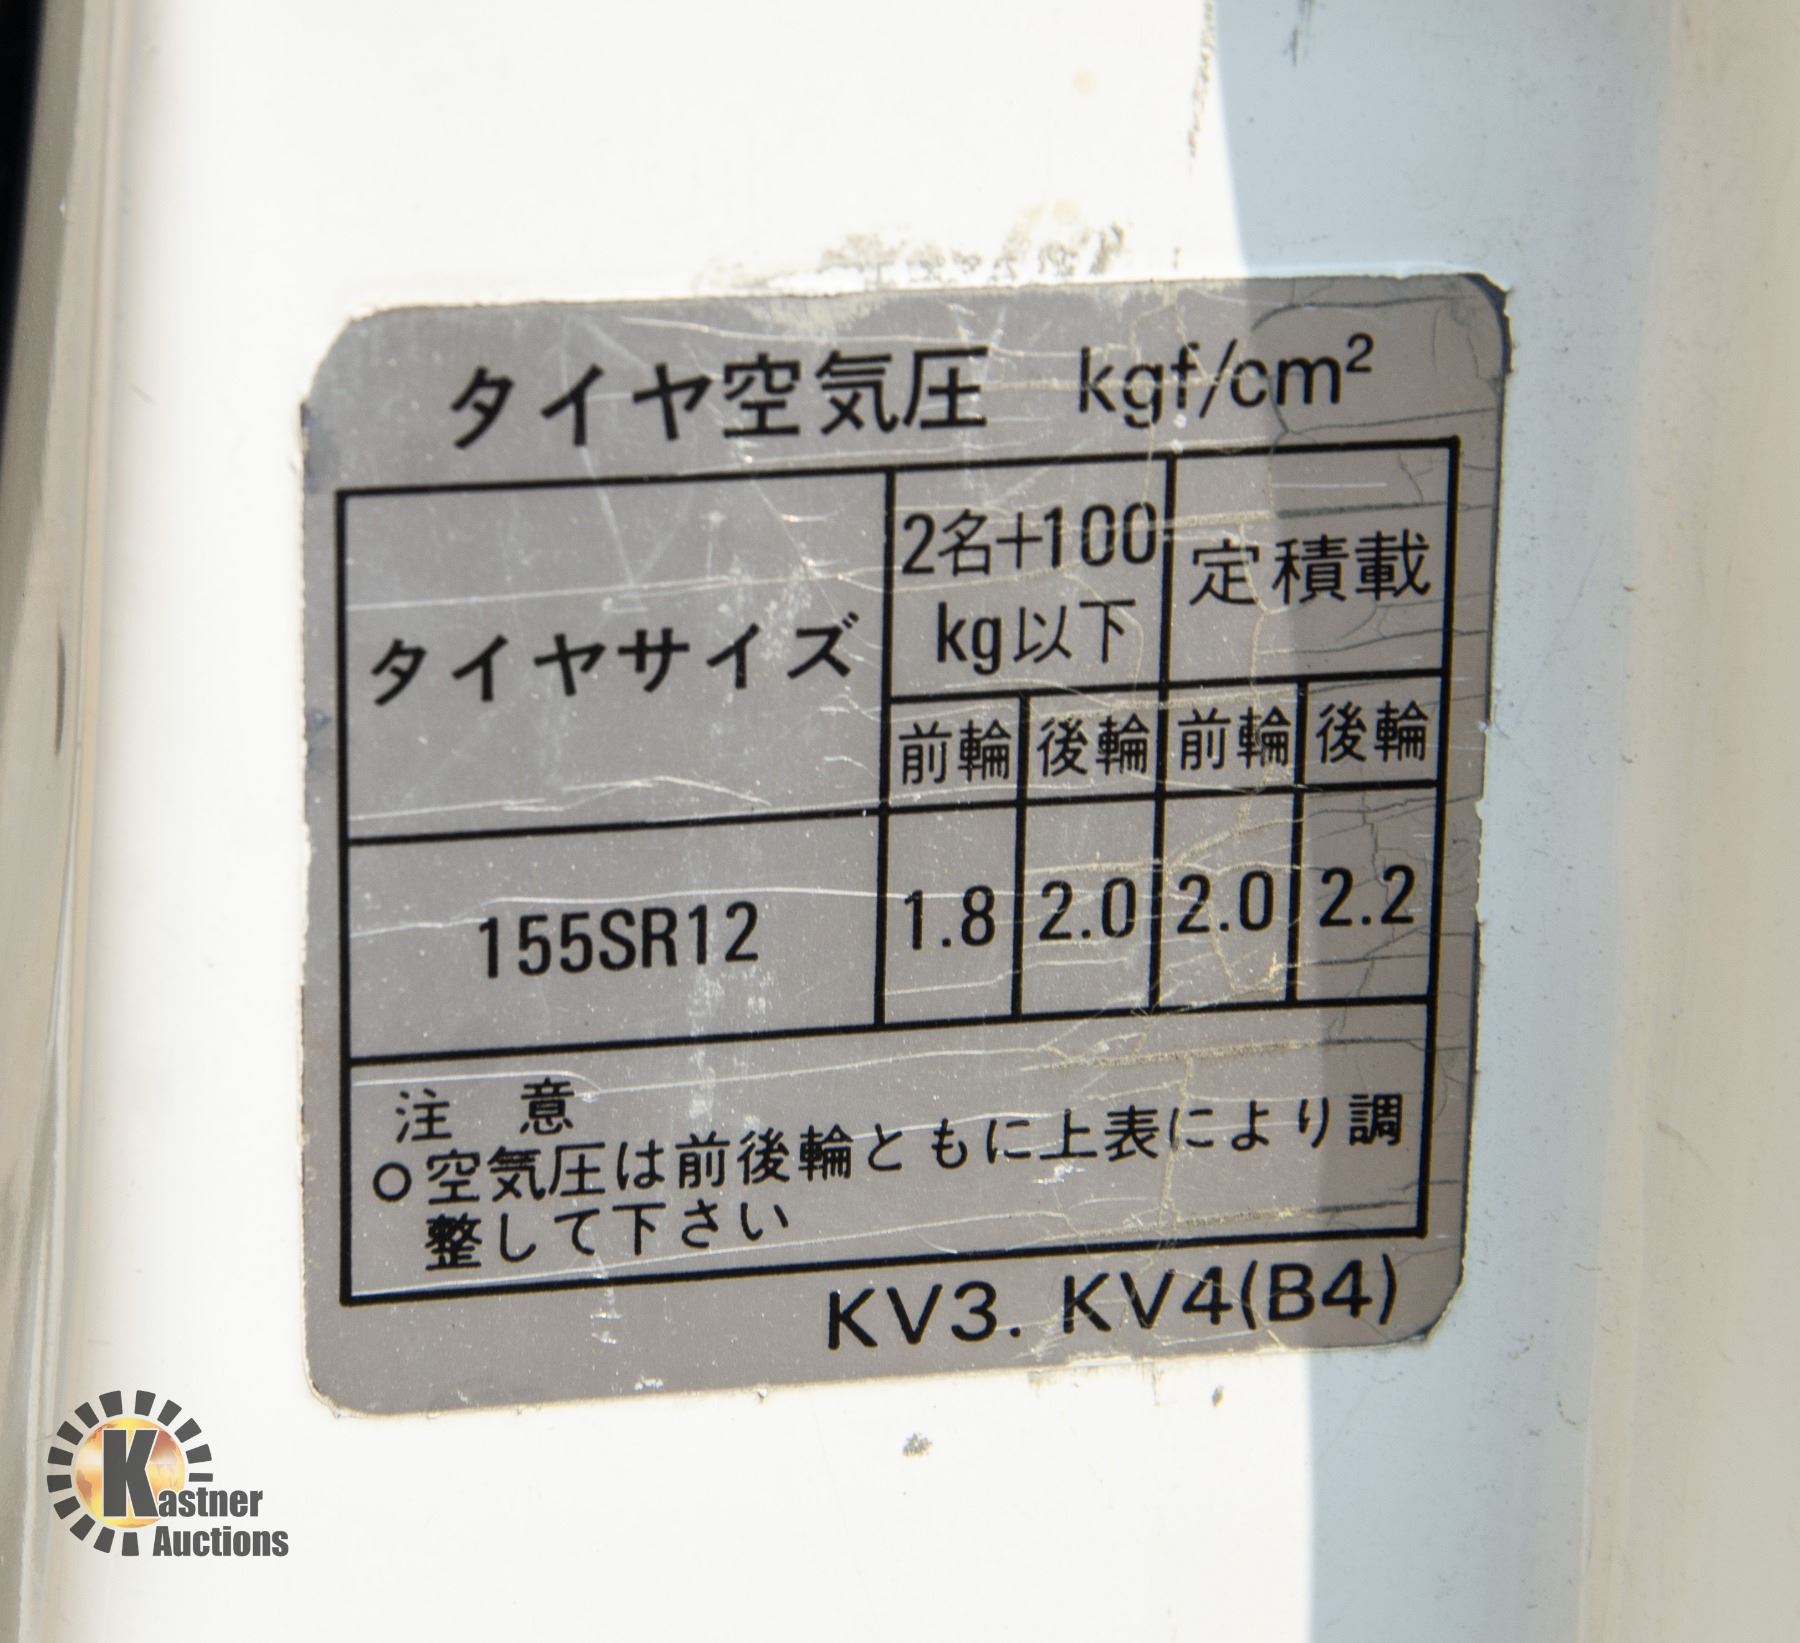 タイヤ空気圧 kgf/cm²
タイヤサイズ
2名+100
kg以下
定積載
前輪 後輪 前輪 後輪
155SR12 1.8 2.0 2.0 2.2
注 意
○空気圧は前後輪ともに上表により調
整して下さい
KV3. KV4(B4)
Kastner
Auctions